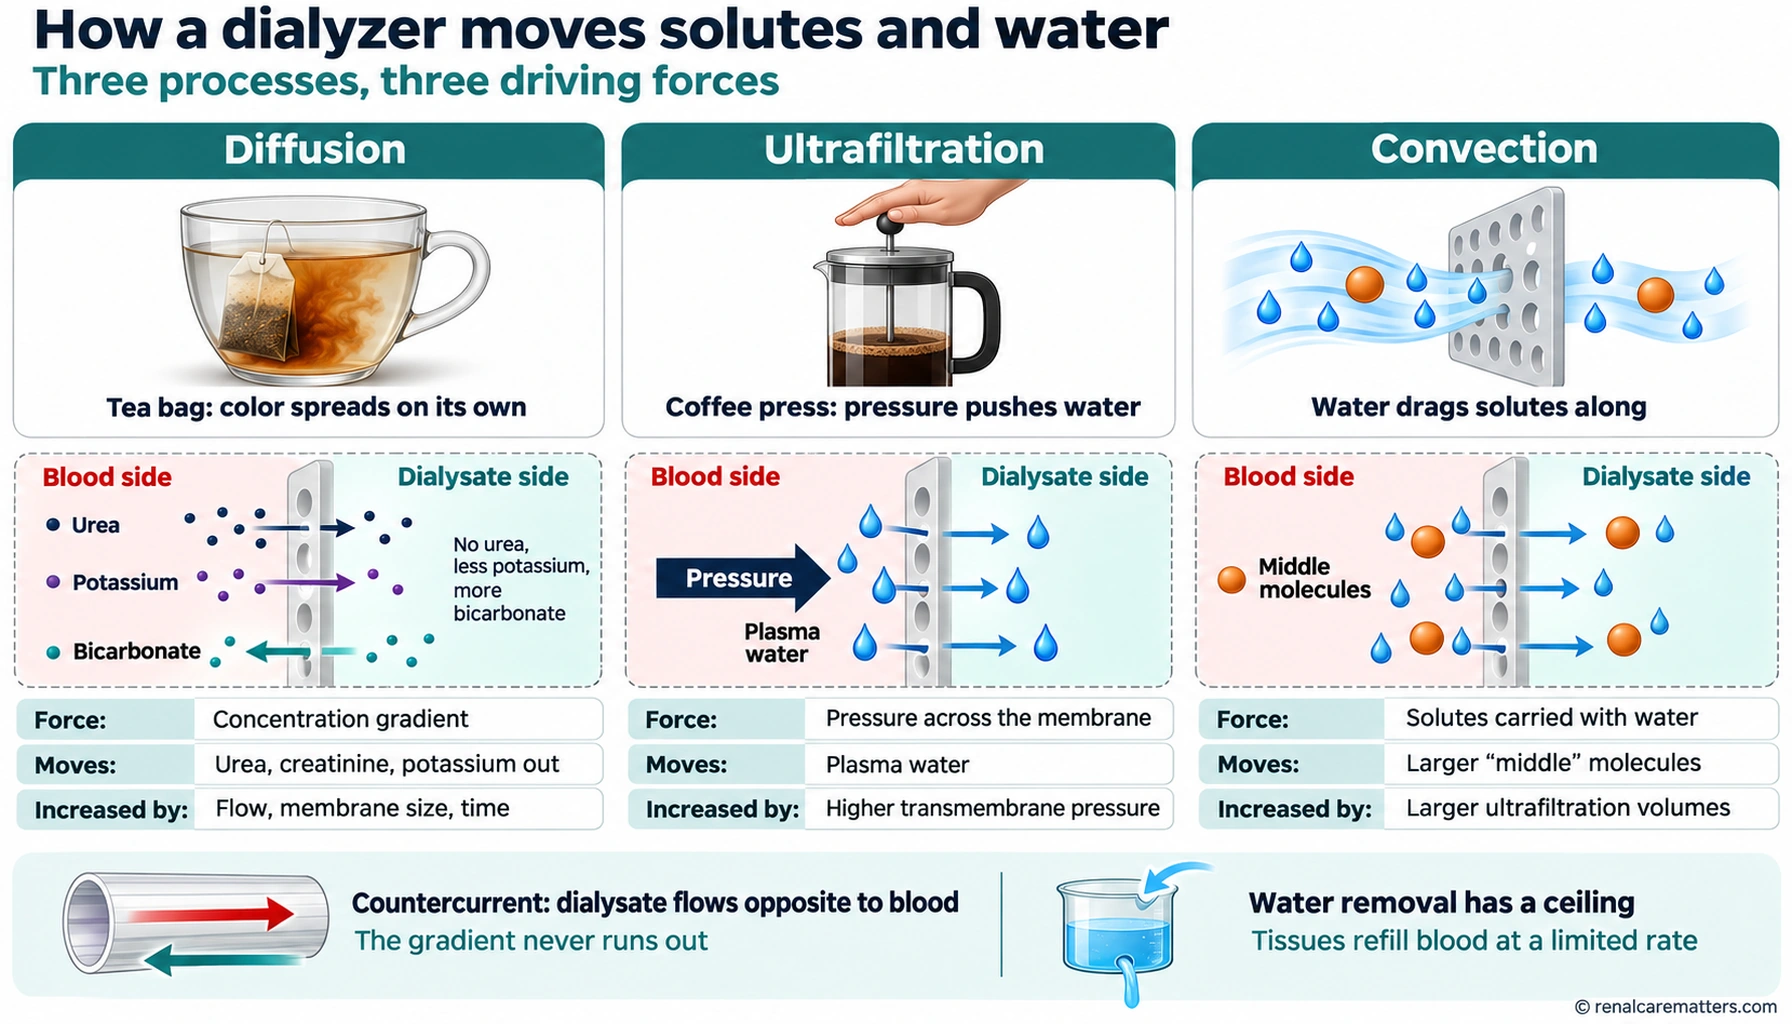 How a dialyzer moves solutes and water
Three processes, three driving forces
Diffusion
Tea bag: color spreads on its own
Blood side
Dialysate side
Urea
Potassium
Bicarbonate
No urea,
less potassium,
more
bicarbonate
Force: Concentration gradient
Moves: Urea, creatinine, potassium out
Increased by: Flow, membrane size, time
Ultrafiltration
Coffee press: pressure pushes water
Blood side
Dialysate side
Pressure
Plasma
water
Force: Pressure across the membrane
Moves: Plasma water
Increased by: Higher transmembrane pressure
Convection
Water drags solutes along
Blood side
Dialysate side
Middle
molecules
Force: Solutes carried with water
Moves: Larger “middle” molecules
Increased by: Larger ultrafiltration volumes
Countercurrent: dialysate flows opposite to blood
The gradient never runs out
Water removal has a ceiling
Tissues refill blood at a limited rate
© renalcarematters.com